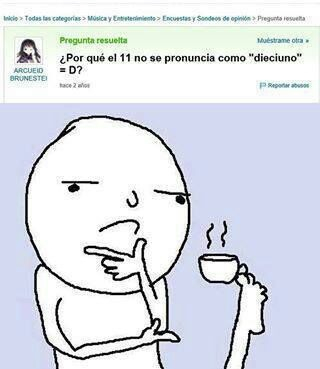 Inicio > Todas las categorías > Música y Entretenimiento > Encuestas y Sondeos de opinión > Pregunta resuelta
Pregunta resuelta
Muéstrame otra »
¿Por qué el 11 no se pronuncia como "dieciuno"
= D?
ARCUEID
BRUNESTEI
hace 2 años
Reportar abusos